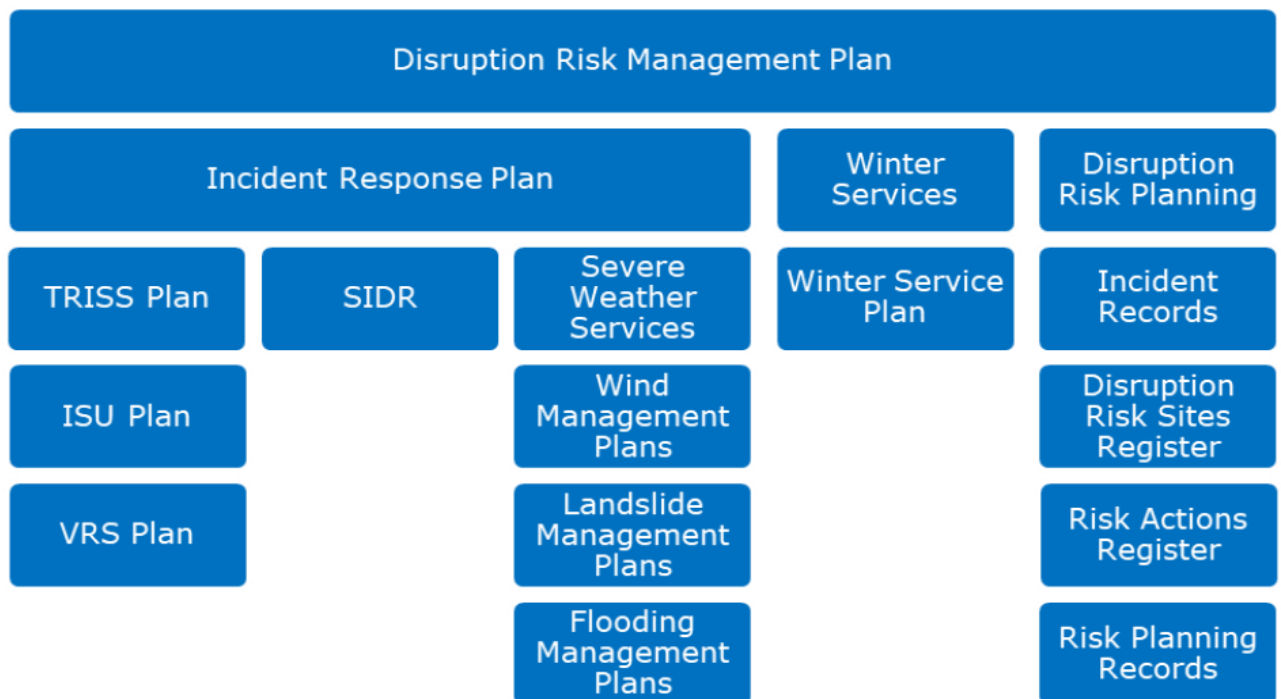 Disruption Risk Management Plan
Incident Response Plan
Winter
Services
Disruption
Risk Planning
TRISS Plan
SIDR
Severe
Weather
Services
Winter Service
Plan
Incident
Records
ISU Plan
Wind
Management
Plans
Disruption
Risk Sites
Register
VRS Plan
Landslide
Management
Plans
Risk Actions
Register
Flooding
Management
Plans
Risk Planning
Records